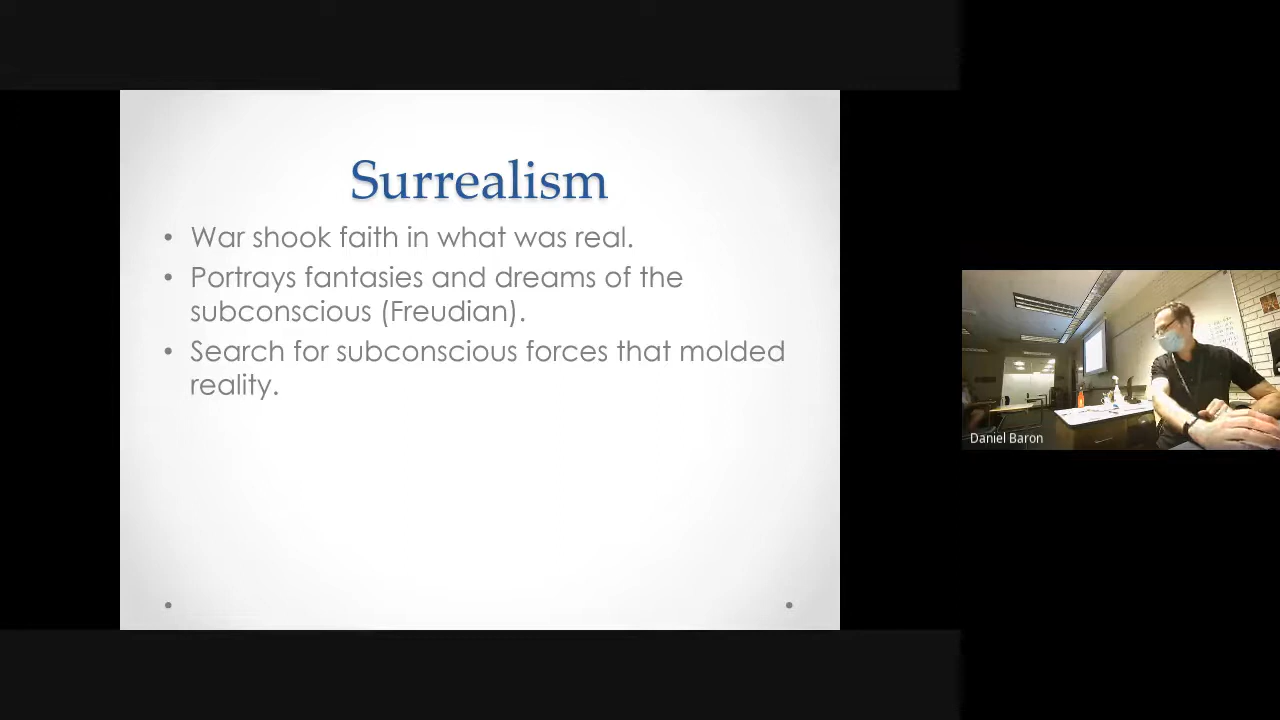 Surrealism
• War shook faith in what was real.
• Portrays fantasies and dreams of the
subconscious (Freudian).
• Search for subconscious forces that molded
reality.
Daniel Baron